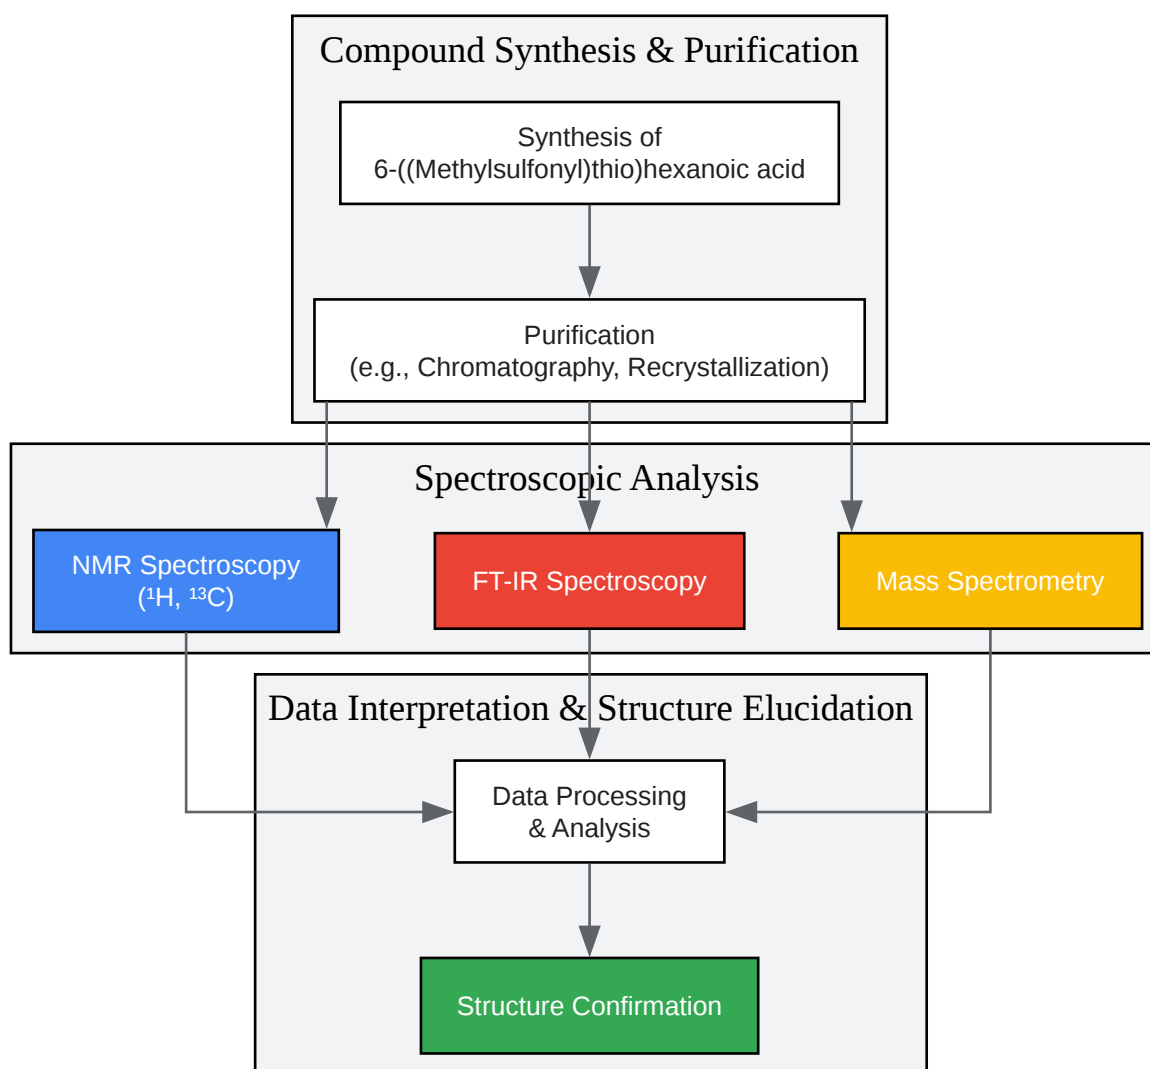 Compound Synthesis & Purification
Synthesis of
6-((Methylsulfonyl)thio)hexanoic acid
Purification
(e.g., Chromatography, Recrystallization)
Spectroscopic Analysis
NMR Spectroscopy
(¹H, ¹³C)
FT-IR Spectroscopy
Mass Spectrometry
Data Interpretation & Structure Elucidation
Data Processing
& Analysis
Structure Confirmation